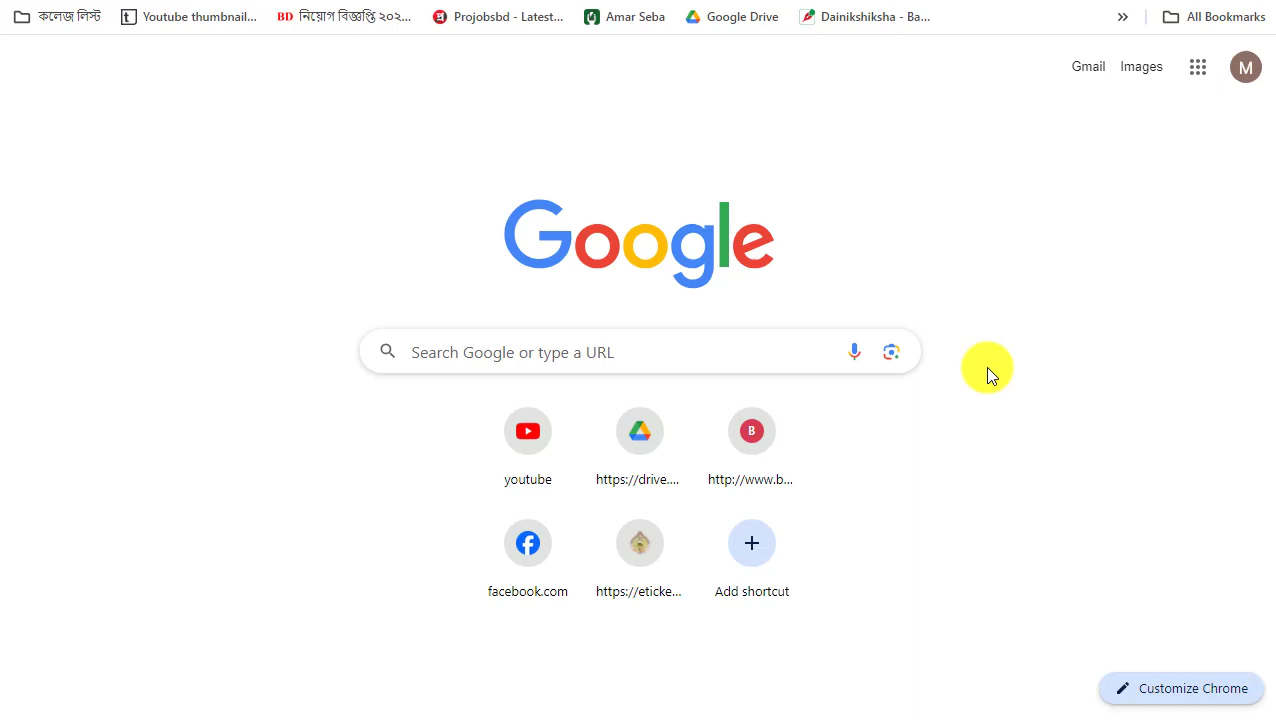 কলেজ লিস্ট
Youtube thumbnail...
BD নিয়োগ বিজ্ঞপ্তি ২০২...
Projobsbd - Latest...
Amar Seba
Google Drive
Dainikshiksha - Ba...
All Bookmarks
Gmail
Images
M
Google
Search Google or type a URL
B
youtube
https://drive....
http://www.b...
facebook.com
https://eticke...
Add shortcut
Customize Chrome